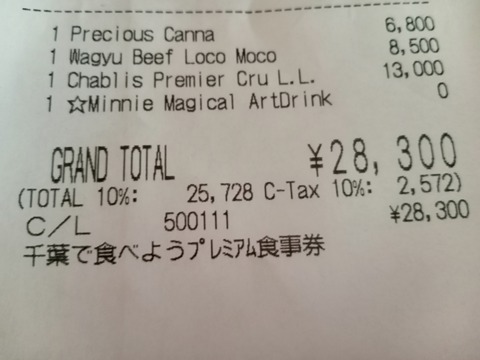 1 Precious Canna 6,800
1 Wagyu Beef Loco Moco 8,500
1 Chablis Premier Cru L.L. 13,000
1 ☆Minnie Magical ArtDrink 0
GRAND TOTAL ¥28,300
(TOTAL 10%: 25,728 C-Tax 10%: 2,572)
C/L 500111 ¥28,300
千葉で食べようプレミアム食事券